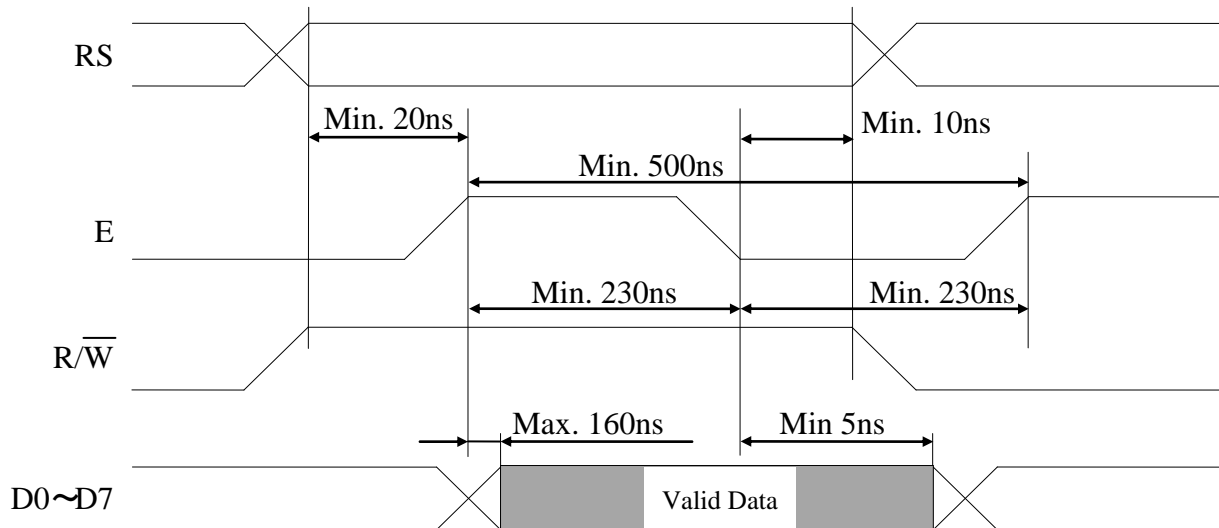 RS
Min. 20ns
Min. 10ns
Min. 500ns
E
Min. 230ns
Min. 230ns
R/W̅
Max. 160ns
Min 5ns
D0~D7
Valid Data